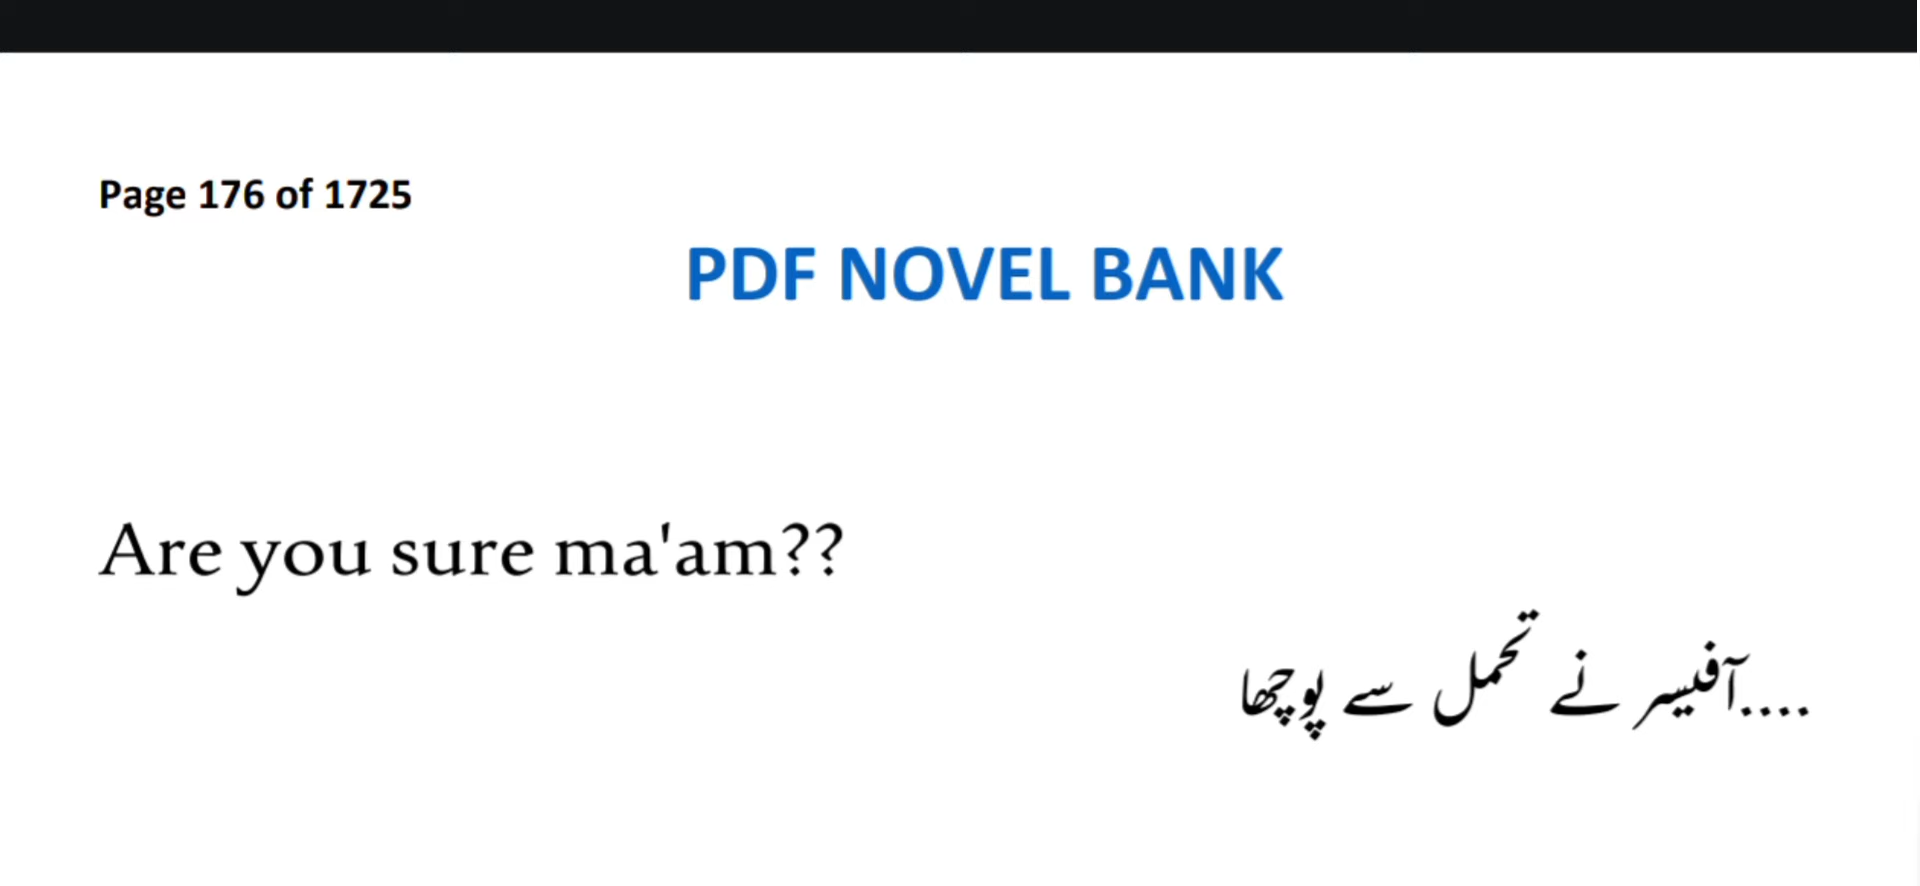 Page 176 of 1725
PDF NOVEL BANK
Are you sure ma'am??
....آفیسر نے تحمل سے پوچھا